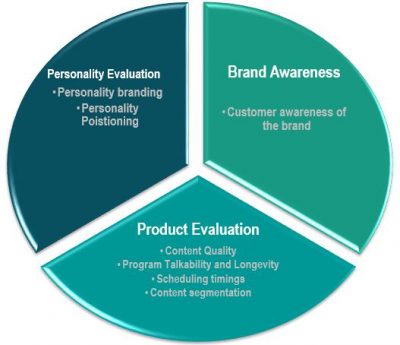 Personality Evaluation
•Personality branding
•Personality
Poistioning
Brand Awareness
•Customer awareness of
the brand
Product Evaluation
•Content Quality
•Program Talkability and Longevity
•Scheduling timings
•Content segmentation